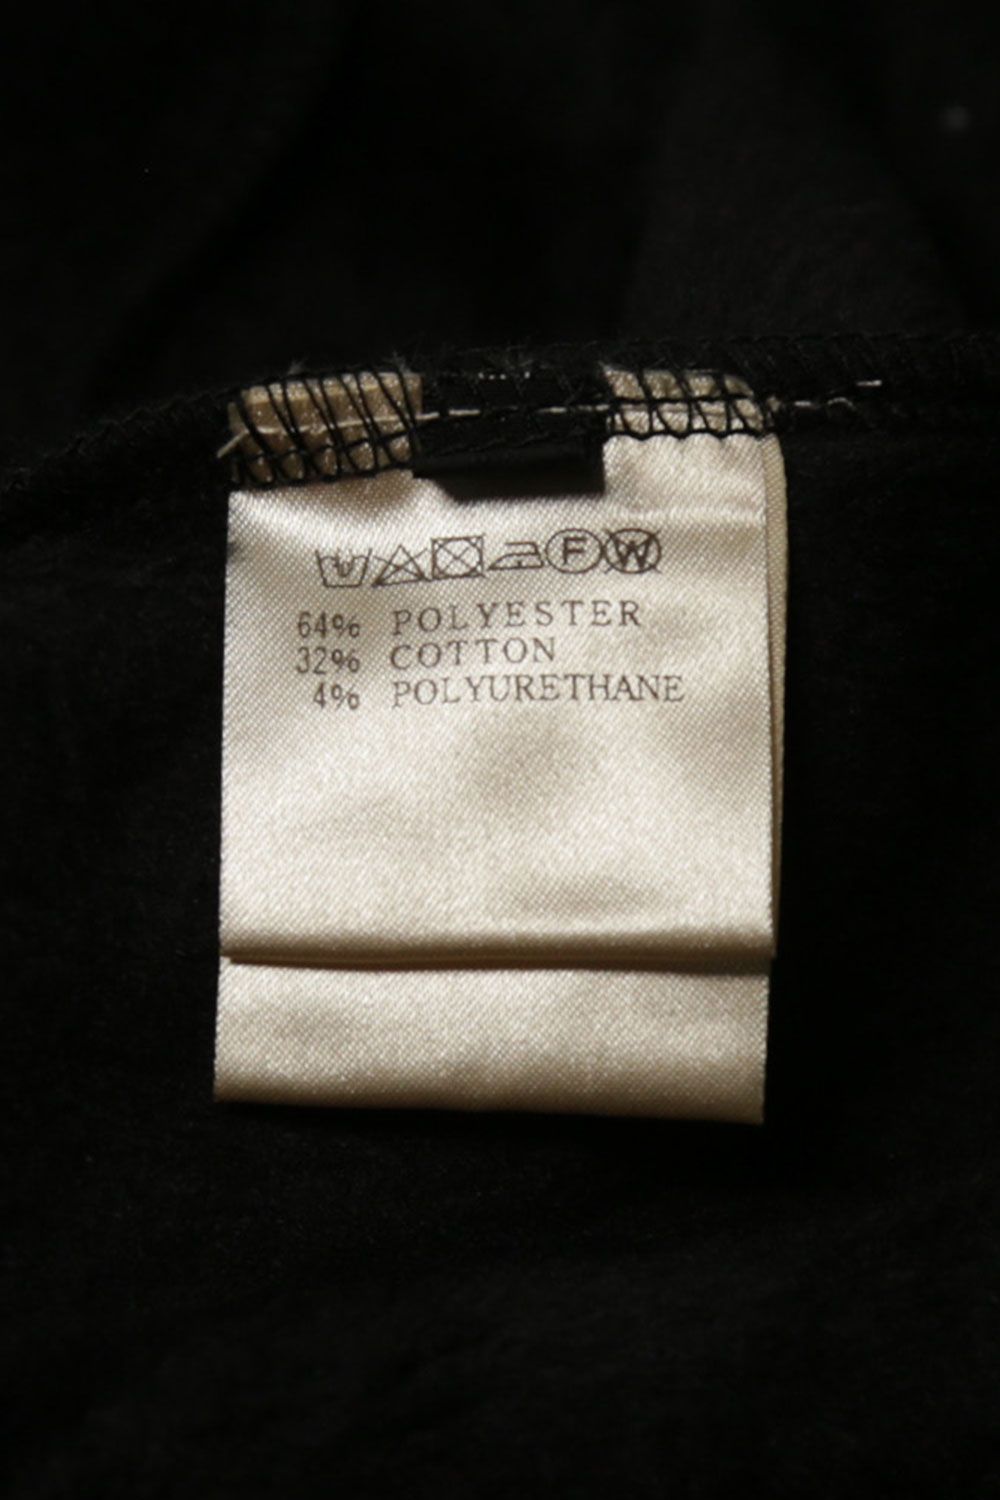 F W
64% POLYESTER
32% COTTON
4% POLYURETHANE